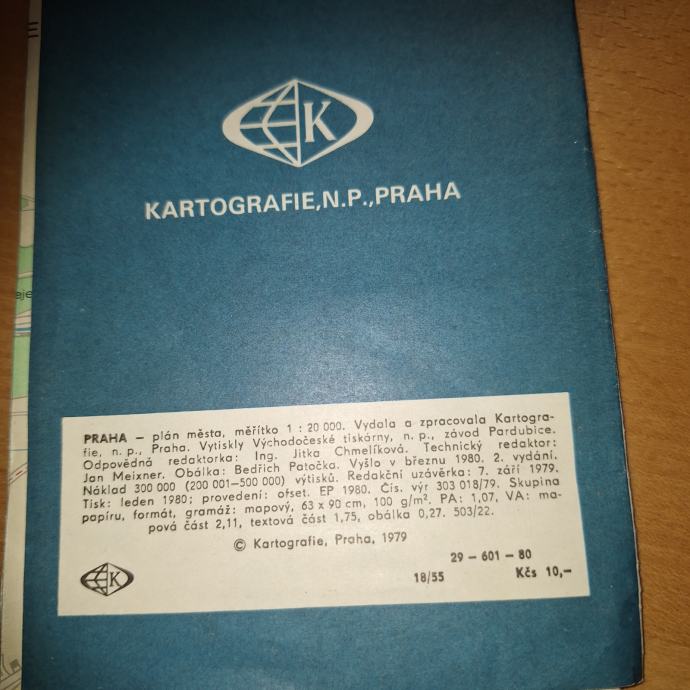 K
KARTOGRAFIE,N.P.,PRAHA
eje
PRAHA – plán města, měřítko 1 : 20 000. Vydala a zpracovala Kartogra-
fie, n. p., Praha. Vytiskly Východočeské tiskárny, n. p., závod Pardubice.
Odpovědná redaktorka: Ing. Jitka Chmelíková. Technický redaktor:
Jan Meixner. Obálka: Bedřich Patočka. Vyšlo v březnu 1980. 2. vydání.
Náklad 300 000 (200 001–500 000) výtisků. Redakční uzávěrka: 7. září 1979.
Tisk: leden 1980; provedení: ofset. EP 1980. Čís. výr 303 018/79. Skupina
papíru, formát, gramáž: mapový, 63 x 90 cm, 100 g/m². PA: 1,07, VA: ma-
pová část 2,11, textová část 1,75, obálka 0,27. 503/22.
© Kartografie, Praha, 1979
29 – 601 – 80
K
18/55 Kčs 10,–